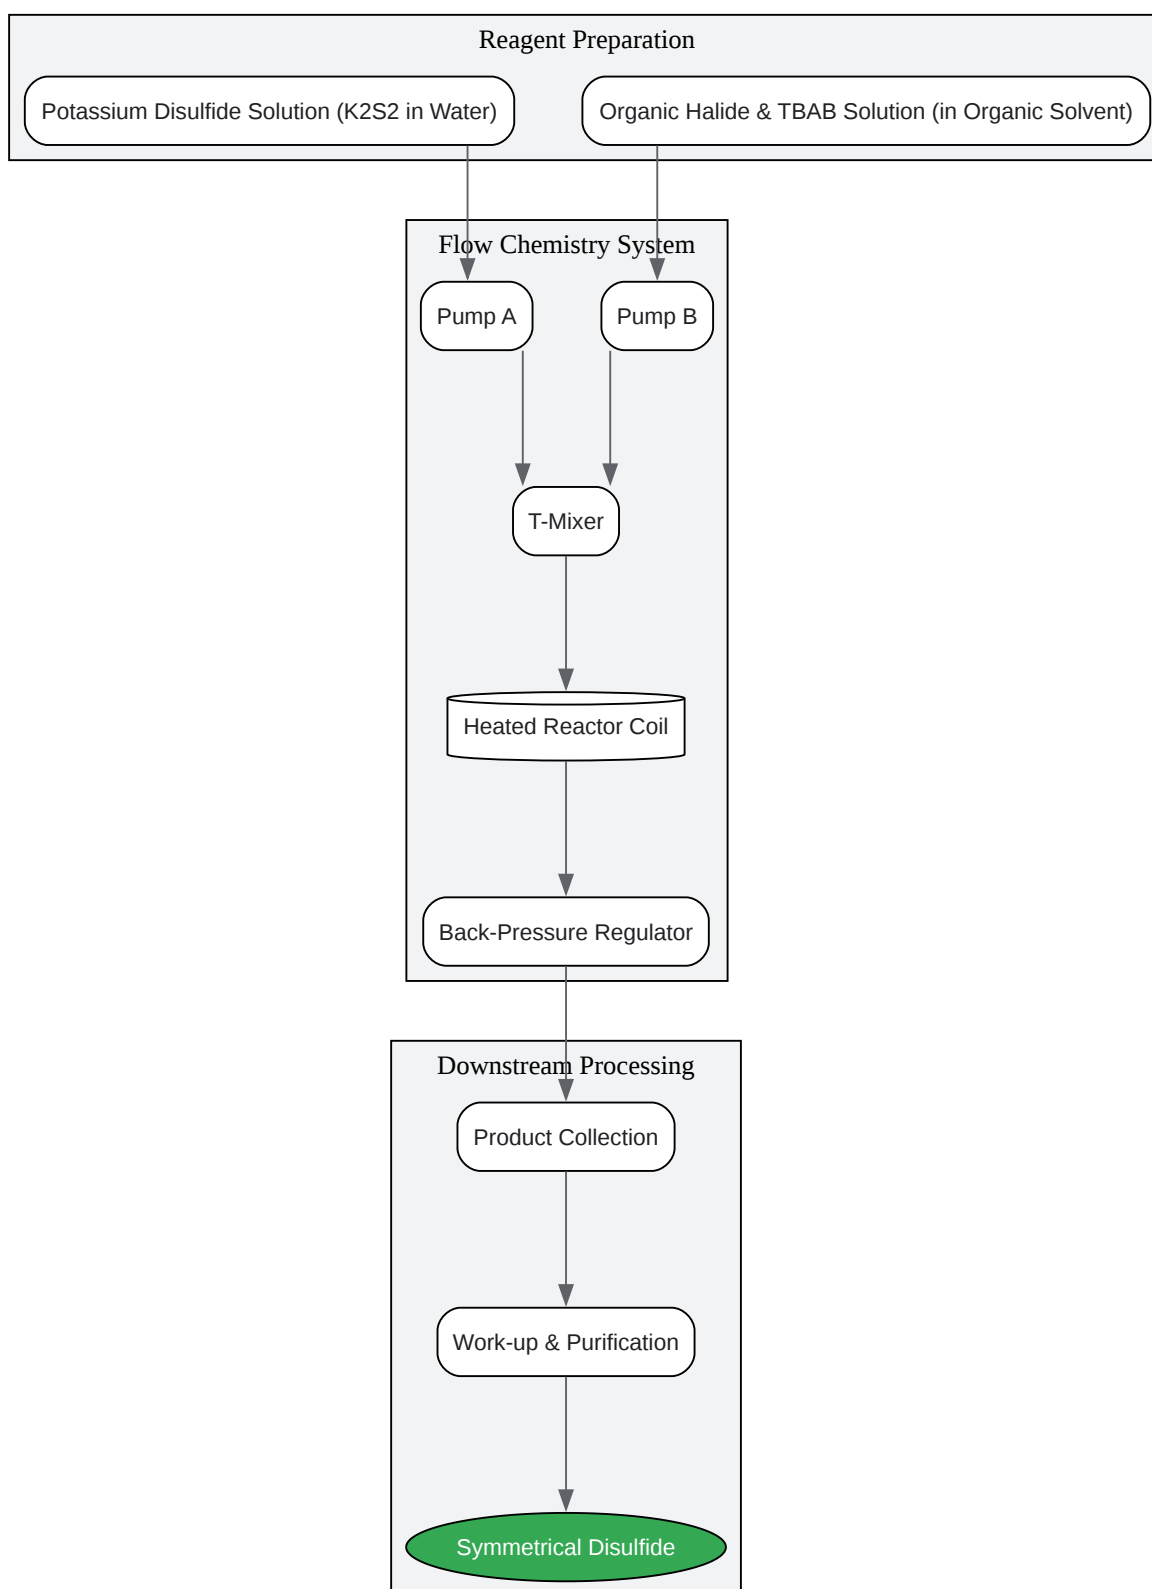 Reagent Preparation
Potassium Disulfide Solution (K2S2 in Water)
Organic Halide & TBAB Solution (in Organic Solvent)
Flow Chemistry System
Pump A
Pump B
T-Mixer
Heated Reactor Coil
Back-Pressure Regulator
Downstream Processing
Product Collection
Work-up & Purification
Symmetrical Disulfide